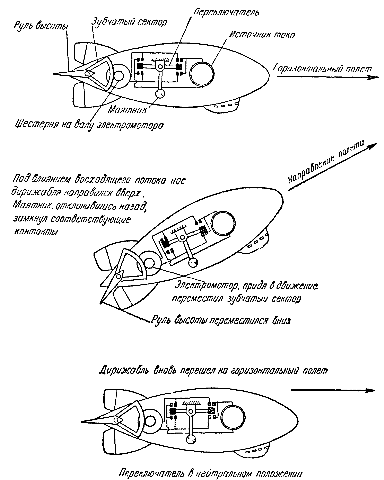 Переключатель
Руль высоты
Зубчатый сектор
Источник тока
Горизонтальный полет
Маятник
Шестерня на валу электромотора
Направление полета
Под влиянием восходящего потока нос
дирижабля направился вверх.
Маятник, отклонившись назад,
замкнул соответствующие
контакты
Электромотор, придя в движение
переместил зубчатый сектор
Руль высоты переместился вниз
Дирижабль вновь перешел на горизонтальный полет
Переключатель в нейтральном положении